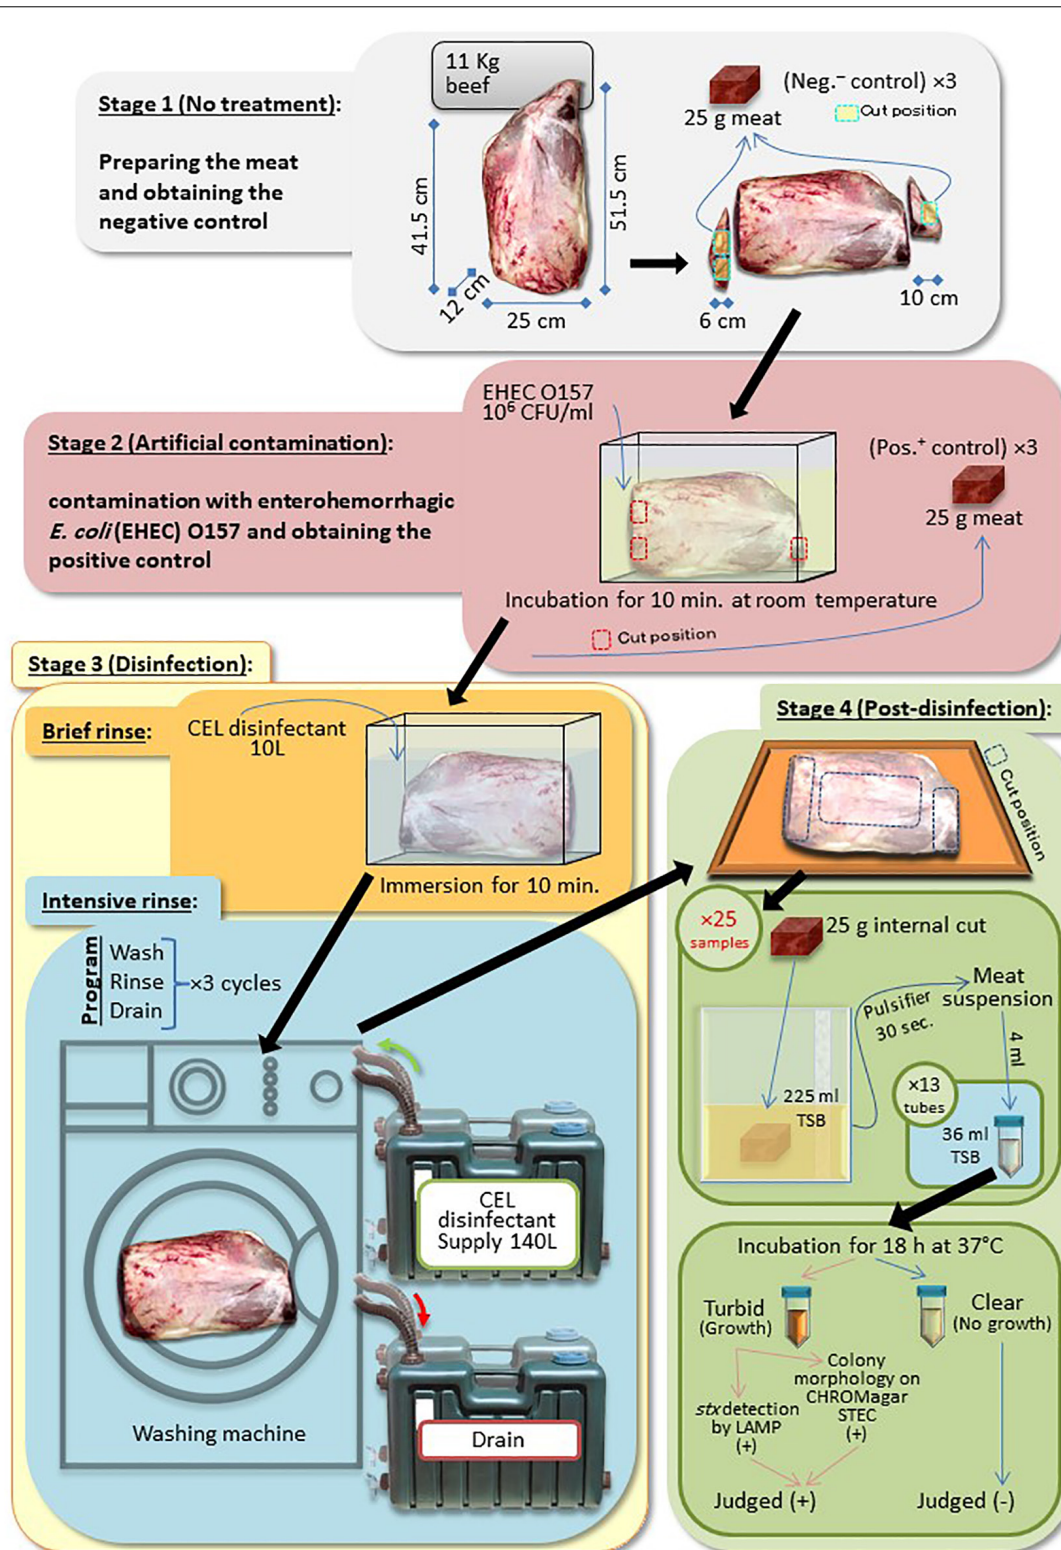 Stage 1 (No treatment):
Preparing the meat
and obtaining the
negative control
11 Kg
beef
41.5 cm
51.5 cm
12 cm
25 cm
(Neg.⁻ control) ×3
25 g meat
Cut position
6 cm
10 cm
Stage 2 (Artificial contamination):
contamination with enterohemorrhagic
E. coli (EHEC) O157 and obtaining the
positive control
EHEC O157
10⁶ CFU/ml
(Pos.⁺ control) ×3
25 g meat
Incubation for 10 min. at room temperature
Cut position
Stage 3 (Disinfection):
Brief rinse:
CEL disinfectant
10L
Immersion for 10 min.
Intensive rinse:
Program
Wash
Rinse
Drain
×3 cycles
CEL
disinfectant
Supply 140L
Drain
Washing machine
Stage 4 (Post-disinfection):
Cut position
×25
samples
25 g internal cut
Pulsifier
30 sec.
Meat
suspension
4 ml
225 ml
TSB
×13
tubes
36 ml
TSB
Incubation for 18 h at 37°C
Turbid
(Growth)
Clear
(No growth)
Colony
morphology on
CHROMagar
STEC
(+)
stx detection
by LAMP
(+)
Judged (+)
Judged (-)